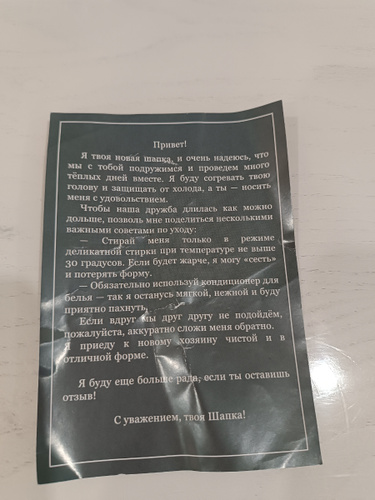 Привет!
Я твоя новая шапка, и очень надеюсь, что
мы с тобой подружимся и проведем много
тёплых дней вместе. Я буду согревать твою
голову и защищать от холода, а ты — носить
меня с удовольствием.
Чтобы наша дружба длилась как можно
дольше, позволь мне поделиться несколькими
важными советами по уходу:
— Стирай меня только в режиме
деликатной стирки при температуре не выше
30 градусов. Если будет жарче, я могу «сесть»
и потерять форму.
— Обязательно используй кондиционер для
белья — так я останусь мягкой, нежной и буду
приятно пахнуть.
Если вдруг мы друг другу не подойдём,
пожалуйста, аккуратно сложи меня обратно.
Я приеду к новому хозяину чистой и в
отличной форме.
Я буду еще больше рада, если ты оставишь
отзыв!
С уважением, твоя Шапка!